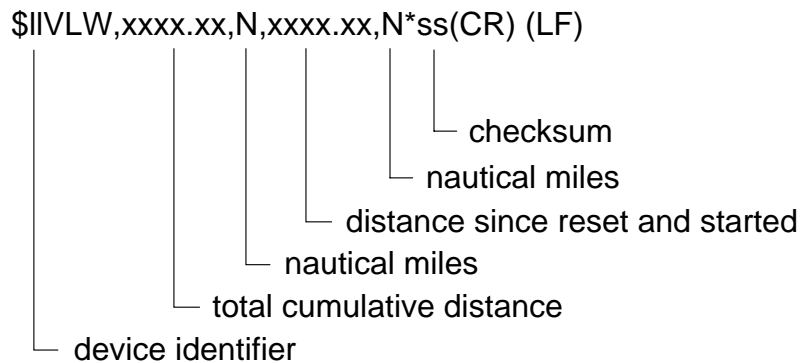 $IIVLW,xxxx.xx,N,xxxx.xx,N*ss(CR) (LF)
checksum
nautical miles
distance since reset and started
nautical miles
total cumulative distance
device identifier